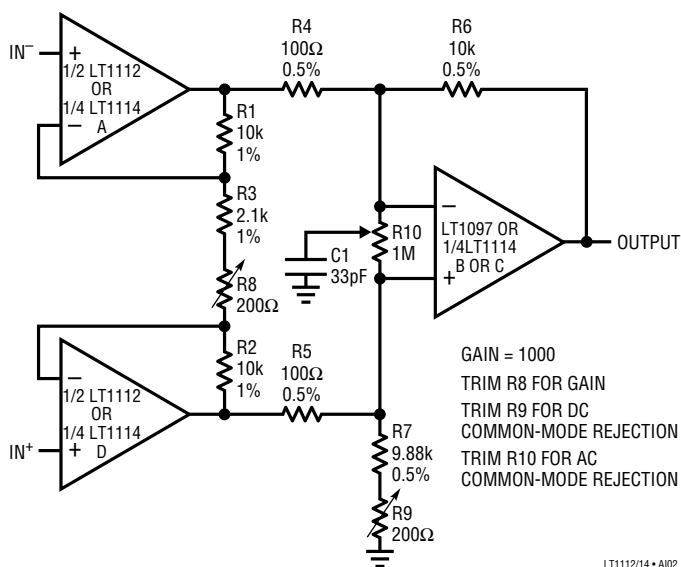 IN−
+
1/2 LT1112
OR
1/4 LT1114
−
A
R4
100Ω
0.5%
R6
10k
0.5%
R1
10k
1%
R3
2.1k
1%
R8
200Ω
C1
33pF
R10
1M
−
LT1097 OR
1/4LT1114
B OR C
+
OUTPUT
R2
10k
1%
R5
100Ω
0.5%
−
1/2 LT1112
OR
1/4 LT1114
+
D
IN+
R7
9.88k
0.5%
R9
200Ω
GAIN = 1000
TRIM R8 FOR GAIN
TRIM R9 FOR DC
COMMON-MODE REJECTION
TRIM R10 FOR AC
COMMON-MODE REJECTION
LT1112/14 • AI02